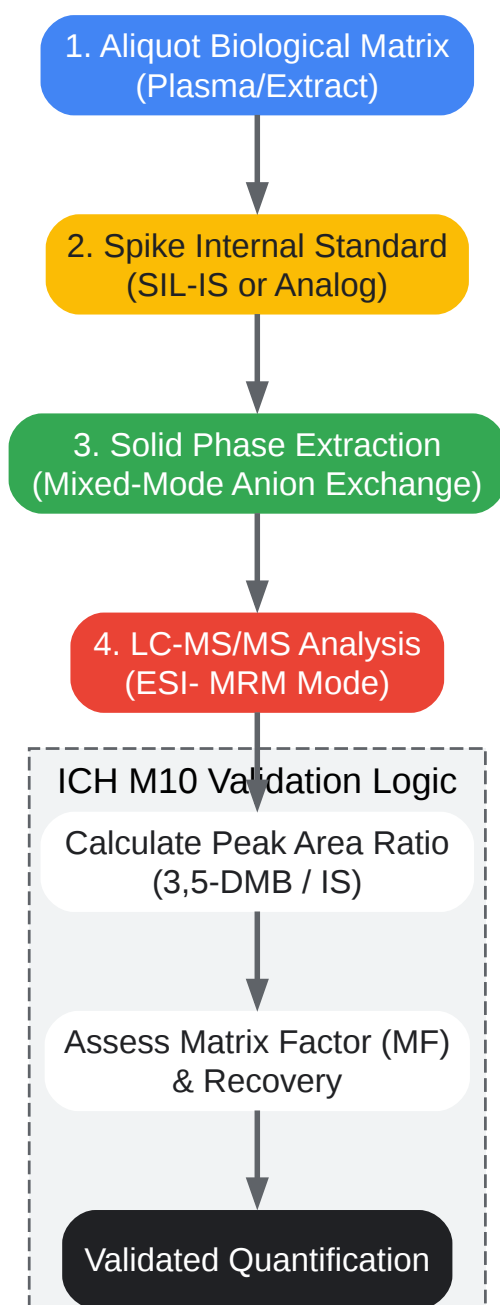 1. Aliquot Biological Matrix
(Plasma/Extract)
2. Spike Internal Standard
(SIL-IS or Analog)
3. Solid Phase Extraction
(Mixed-Mode Anion Exchange)
4. LC-MS/MS Analysis
(ESI- MRM Mode)
ICH M10 Validation Logic
Calculate Peak Area Ratio
(3,5-DMB / IS)
Assess Matrix Factor (MF)
& Recovery
Validated Quantification